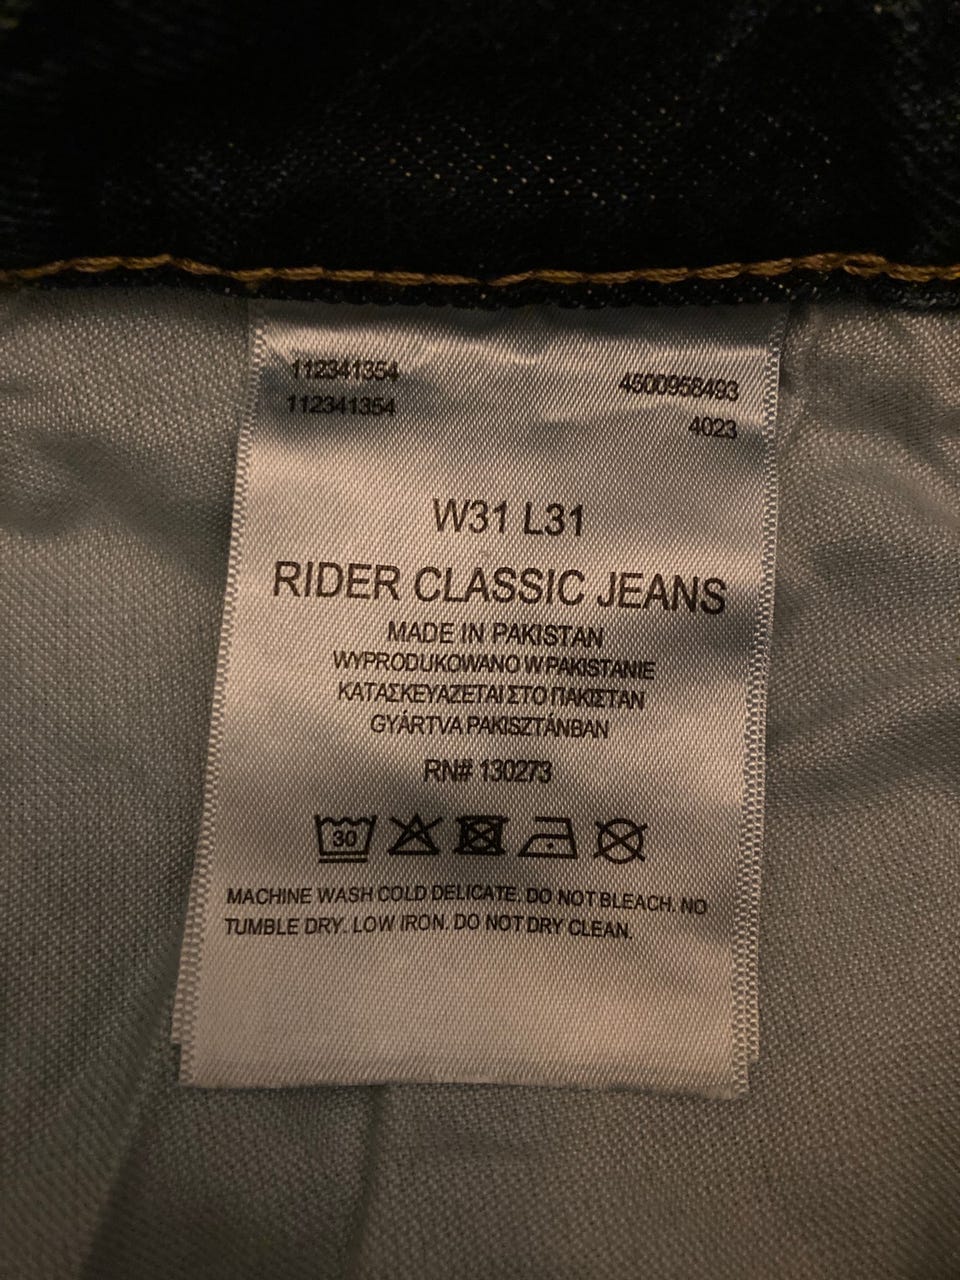 112341354
112341354
4500958493
4023
W31 L31
RIDER CLASSIC JEANS
MADE IN PAKISTAN
WYPRODUKOWANO W PAKISTANIE
ΚΑΤΑΣΚΕΥΑΖΕΤΑΙ ΣΤΟ ΠΑΚΙΣΤΑΝ
GYÁRTVA PAKISZTÁNBAN
RN# 130273
30
MACHINE WASH COLD DELICATE. DO NOT BLEACH. NO
TUMBLE DRY. LOW IRON. DO NOT DRY CLEAN.